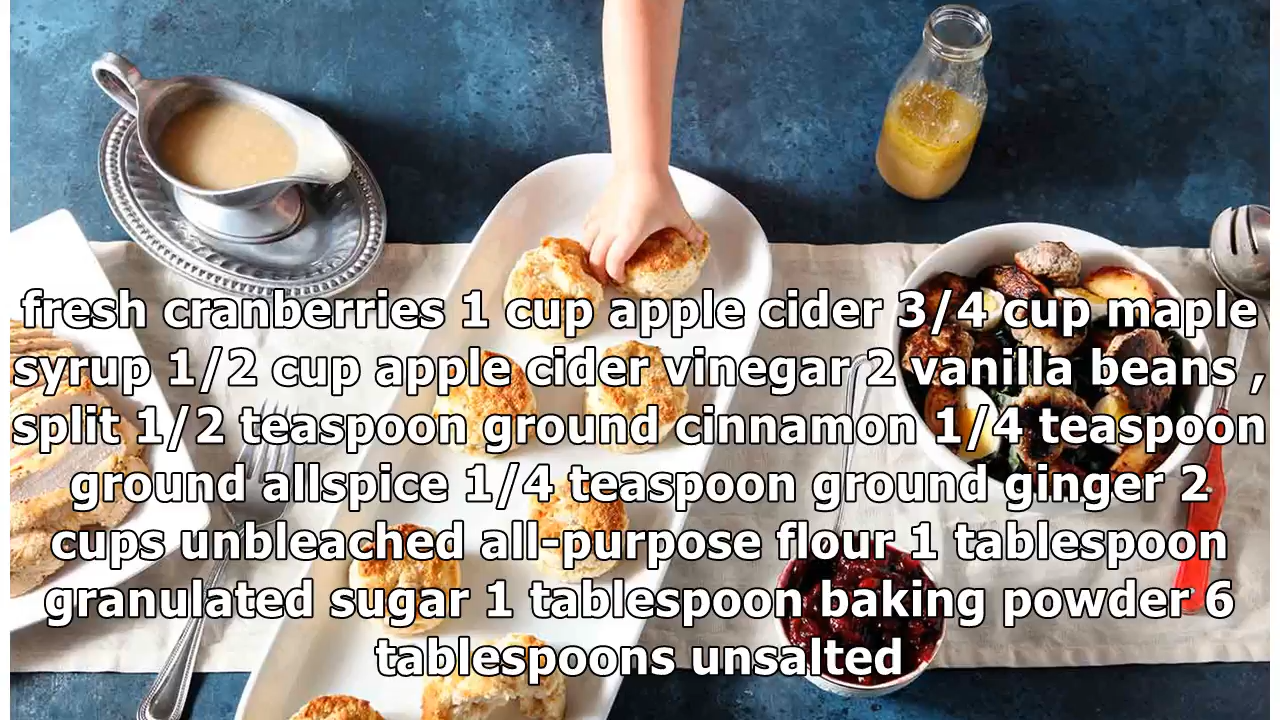 fresh cranberries 1 cup apple cider 3/4 cup maple
syrup 1/2 cup apple cider vinegar 2 vanilla beans ,
split 1/2 teaspoon ground cinnamon 1/4 teaspoon
ground allspice 1/4 teaspoon ground ginger 2
cups unbleached all-purpose flour 1 tablespoon
granulated sugar 1 tablespoon baking powder 6
tablespoons unsalted